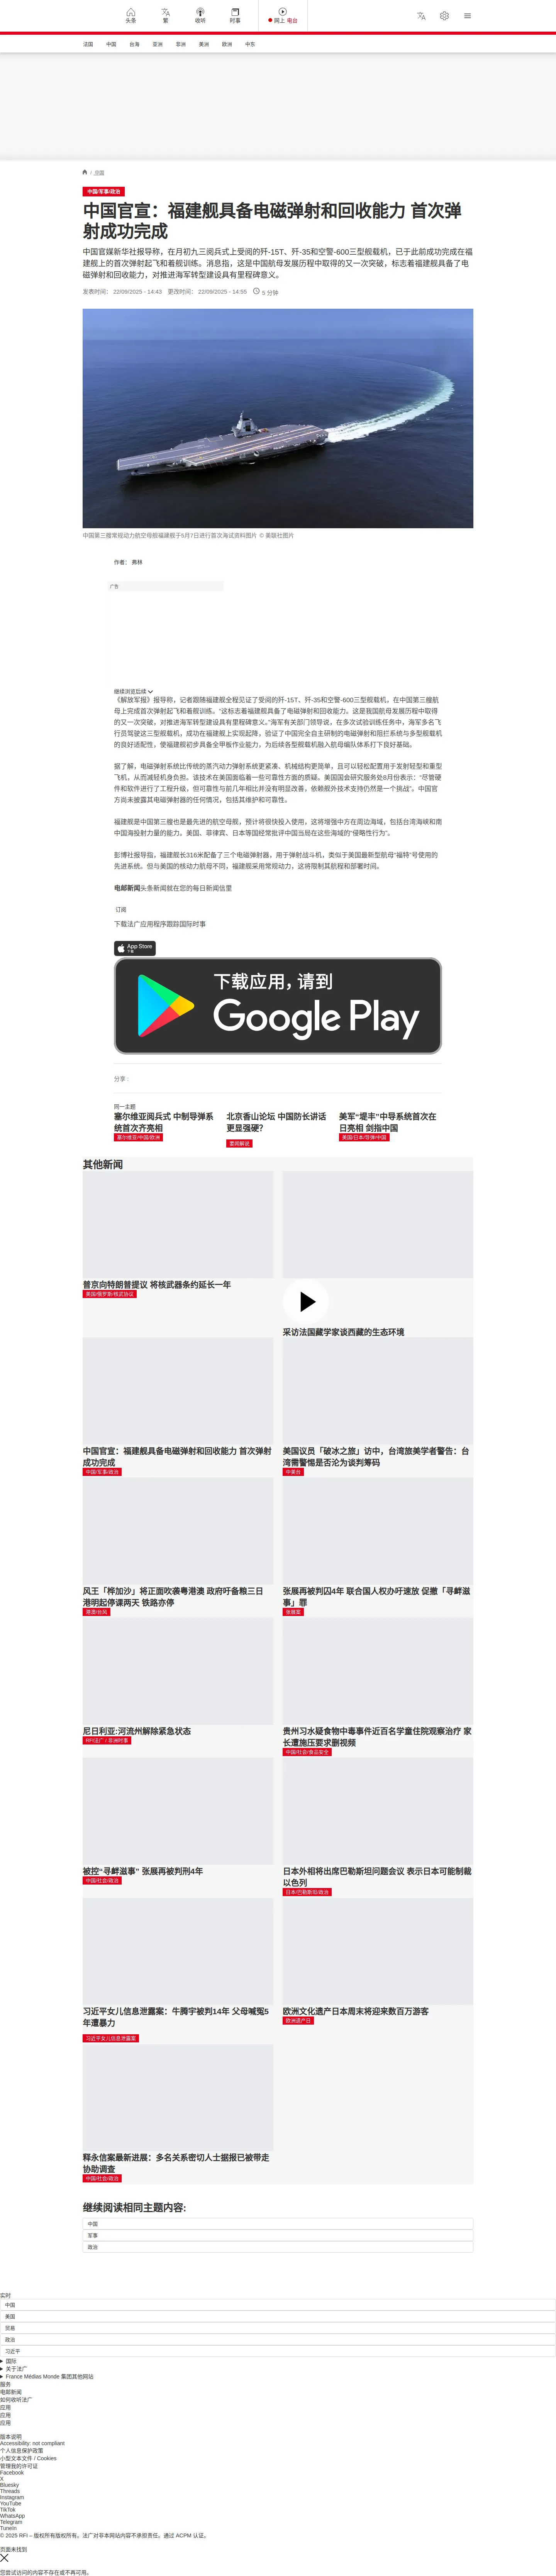 头条
繁
收听
时事
网上 电台
法国
中国
台海
亚洲
非洲
美洲
欧洲
中东
/ 中国
中国/军事/政治
中国官宣：福建舰具备电磁弹射和回收能力 首次弹
射成功完成
中国官媒新华社报导称，在月初九三阅兵式上受阅的歼-15T、歼-35和空警-600三型舰载机，已于此前成功完成在福
建舰上的首次弹射起飞和着舰训练。消息指，这是中国航母发展历程中取得的又一次突破，标志着福建舰具备了电
磁弹射和回收能力，对推进海军转型建设具有里程碑意义。
发表时间： 22/09/2025 - 14:43 更改时间： 22/09/2025 - 14:55 5 分钟
中国第三艘常规动力航空母舰福建舰于5月7日进行首次海试资料图片 © 美联社图片
作者： 弗林
广告
继续浏览后续
《解放军报》报导称，记者跟随福建舰全程见证了受阅的歼-15T、歼-35和空警-600三型舰载机，在中国第三艘航
母上完成首次弹射起飞和着舰训练。“这标志着福建舰具备了电磁弹射和回收能力。这是我国航母发展历程中取得
的又一次突破，对推进海军转型建设具有里程碑意义。”海军有关部门领导说，在多次试验训练任务中，海军多名飞
行员驾驶这三型舰载机，成功在福建舰上实现起降，验证了中国完全自主研制的电磁弹射和阻拦系统与多型舰载机
的良好适配性，使福建舰初步具备全甲板作业能力，为后续各型舰载机融入航母编队体系打下良好基础。
据了解，电磁弹射系统比传统的蒸汽动力弹射系统更紧凑、机械结构更简单，且可以轻松配置用于发射轻型和重型
飞机，从而减轻机身负担。该技术在美国面临着一些可靠性方面的质疑。美国国会研究服务处8月份表示：“尽管硬
件和软件进行了工程升级，但可靠性与前几年相比并没有明显改善，依赖舰外技术支持仍然是一个挑战”。中国官
方尚未披露其电磁弹射器的任何情况，包括其维护和可靠性。
福建舰是中国第三艘也是最先进的航空母舰，预计将很快投入使用，这将增强中方在周边海域，包括台湾海峡和南
中国海投射力量的能力。美国、菲律宾、日本等国经常批评中国当局在这些海域的“侵略性行为”。
彭博社报导指，福建舰长316米配备了三个电磁弹射器，用于弹射战斗机，类似于美国最新型航母“福特”号使用的
先进系统。但与美国的核动力航母不同，福建舰采用常规动力，这将限制其航程和部署时间。
电邮新闻头条新闻就在您的每日新闻信里
订阅
下载法广应用程序跟踪国际时事
App Store
下载
下载应用，请到
Google Play
分享 :
同一主题
塞尔维亚阅兵式 中制导弹系
统首次齐亮相
塞尔维亚/中国/欧洲
北京香山论坛 中国防长讲话
更显强硬？
要闻解说
美军“堤丰”中导系统首次在
日亮相 剑指中国
美国/日本/导弹/中国
其他新闻
普京向特朗普提议 将核武器条约延长一年
美国/俄罗斯/核武协议
采访法国藏学家谈西藏的生态环境
中国官宣：福建舰具备电磁弹射和回收能力 首次弹射
成功完成
中国/军事/政治
美国议员「破冰之旅」访中，台湾旅美学者警告：台
湾需警惕是否沦为谈判筹码
中美台
风王「桦加沙」将正面吹袭粤港澳 政府吁备粮三日
港明起停课两天 铁路亦停
港澳/台风
张展再被判囚4年 联合国人权办吁速放 促撤「寻衅滋
事」罪
张展案
尼日利亚:河流州解除紧急状态
RFI法广 / 非洲时事
贵州习水疑食物中毒事件近百名学童住院观察治疗 家
长遭施压要求删视频
中国/社会/食品安全
被控“寻衅滋事” 张展再被判刑4年
中国/社会/政治
日本外相将出席巴勒斯坦问题会议 表示日本可能制裁
以色列
日本/巴勒斯坦/政治
习近平女儿信息泄露案：牛腾宇被判14年 父母喊冤5
年遭暴力
习近平女儿信息泄露案
欧洲文化遗产日本周末将迎来数百万游客
欧洲遗产日
释永信案最新进展：多名关系密切人士据报已被带走
协助调查
中国/社会/政治
继续阅读相同主题内容:
中国
军事
政治
实时
中国
美国
贸易
政治
习近平
国际
关于法广
France Médias Monde 集团其他网站
服务
电邮新闻
如何收听法广
应用
应用
应用
版本说明
Accessibility: not compliant
个人信息保护政策
小型文本文件 / Cookies
管理我的许可证
Facebook
X
Bluesky
Threads
Instagram
YouTube
TikTok
WhatsApp
Telegram
TuneIn
© 2025 RFI – 版权所有版权所有。法广对非本网站内容不承担责任。通过 ACPM 认证。
页面未找到
您尝试访问的内容不存在或不再可用。